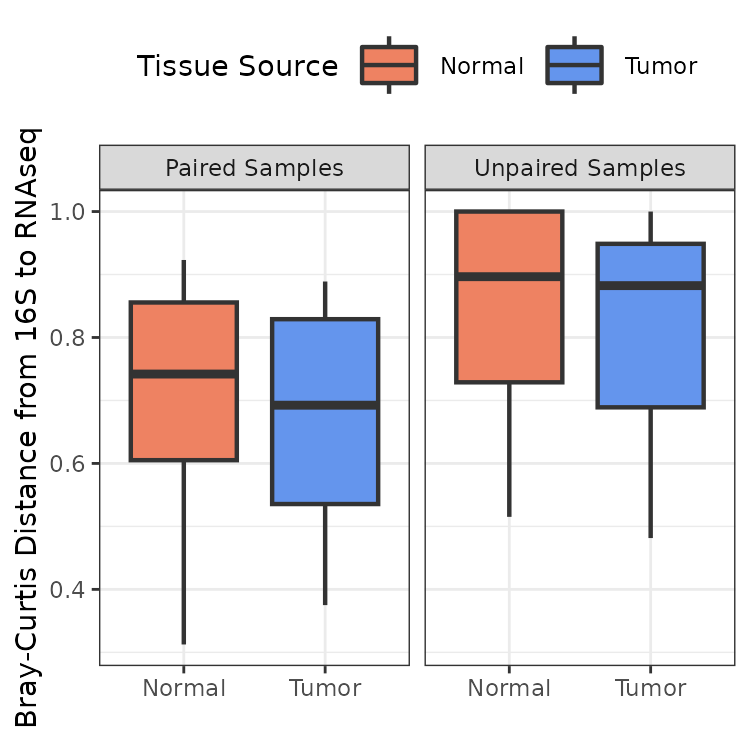 Tissue Source Normal Tumor
Paired Samples Unpaired Samples
Bray-Curtis Distance from 16S to RNAseq
1.0
0.8
0.6
0.4
Normal Tumor Normal Tumor